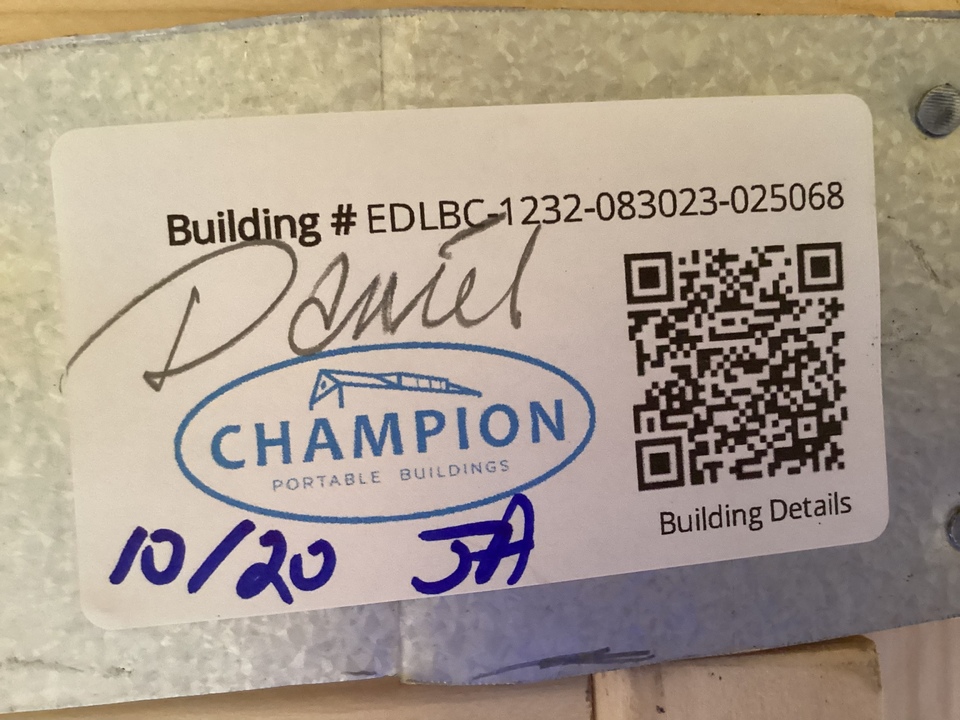 Building # EDLBC-1232-083023-025068
Daniel
CHAMPION
PORTABLE BUILDINGS
Building Details
10/20 JA